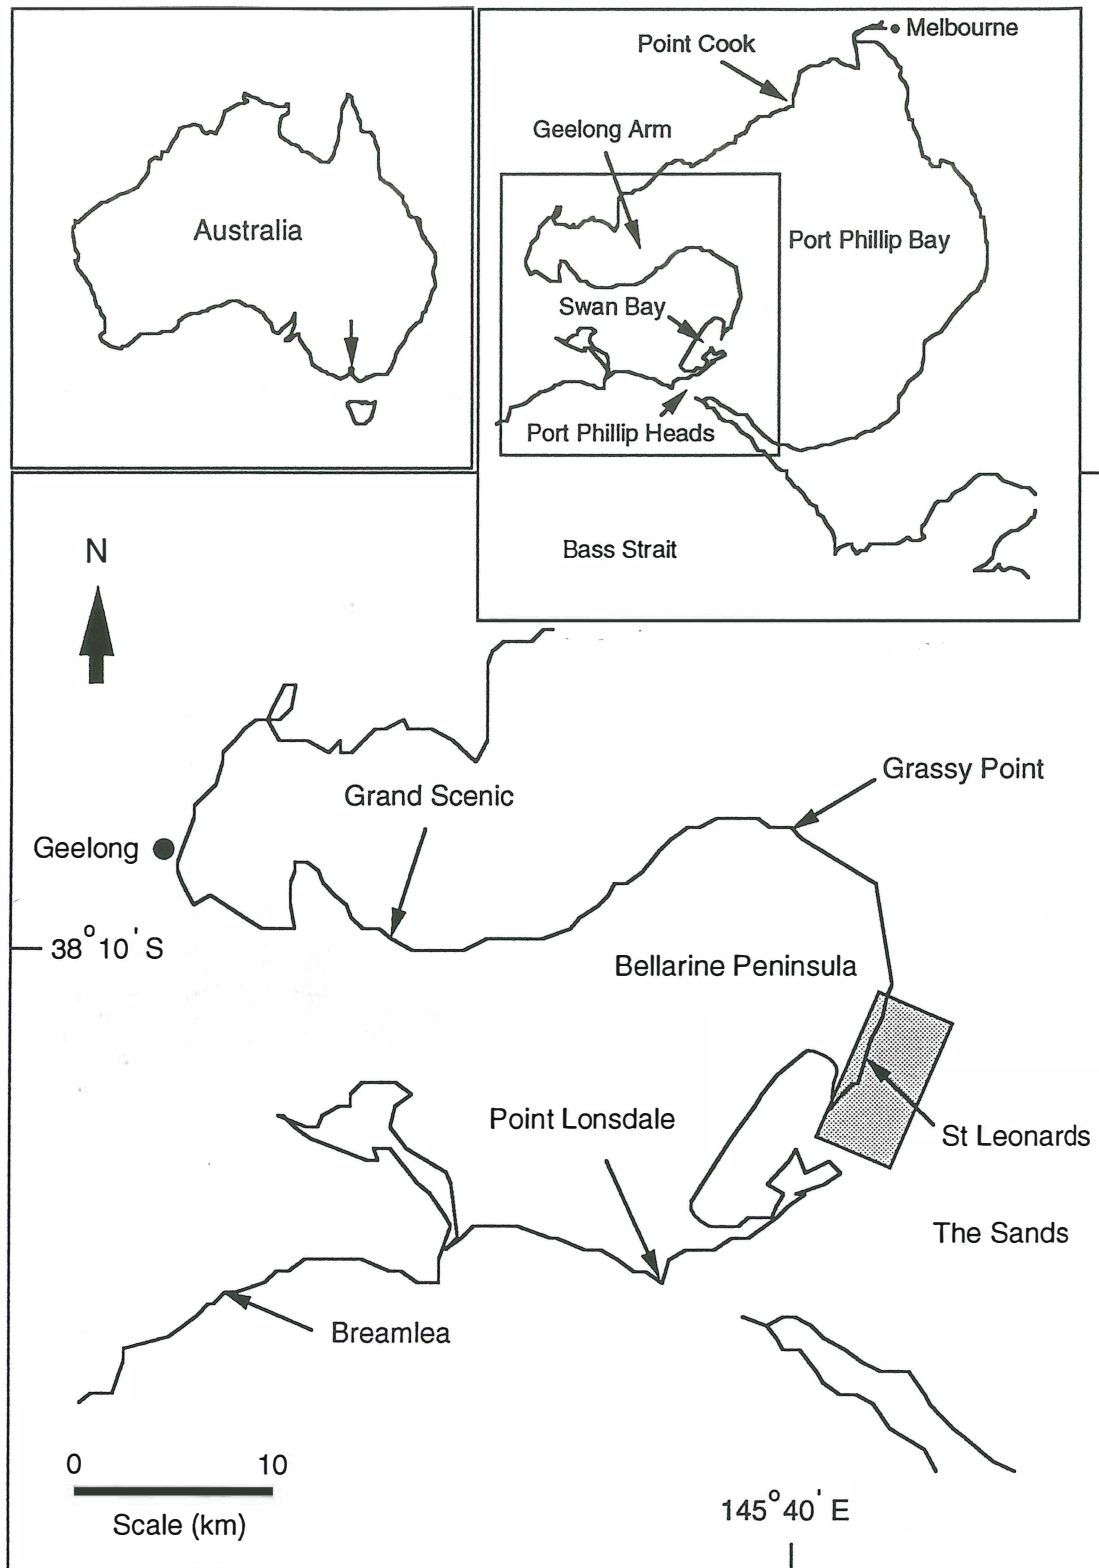 Australia
Melbourne
Point Cook
Geelong Arm
Port Phillip Bay
Swan Bay
Port Phillip Heads
Bass Strait
N
Grassy Point
Grand Scenic
Geelong
38°10'S
Bellarine Peninsula
Point Lonsdale
St Leonards
The Sands
Breamlea
0 10
Scale (km)
145°40'E